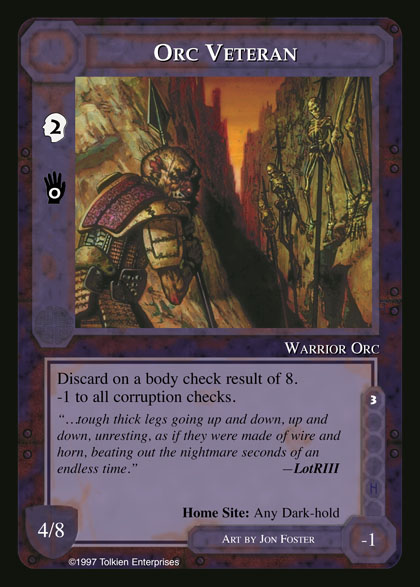 Orc Veteran
2
Warrior Orc
Discard on a body check result of 8.
-1 to all corruption checks.
“…tough thick legs going up and down, up and
down, unresting, as if they were made of wire and
horn, beating out the nightmare seconds of an
endless time.” –LotRIII
3
H
Home Site: Any Dark-hold
4/8
Art by Jon Foster
-1
©1997 Tolkien Enterprises